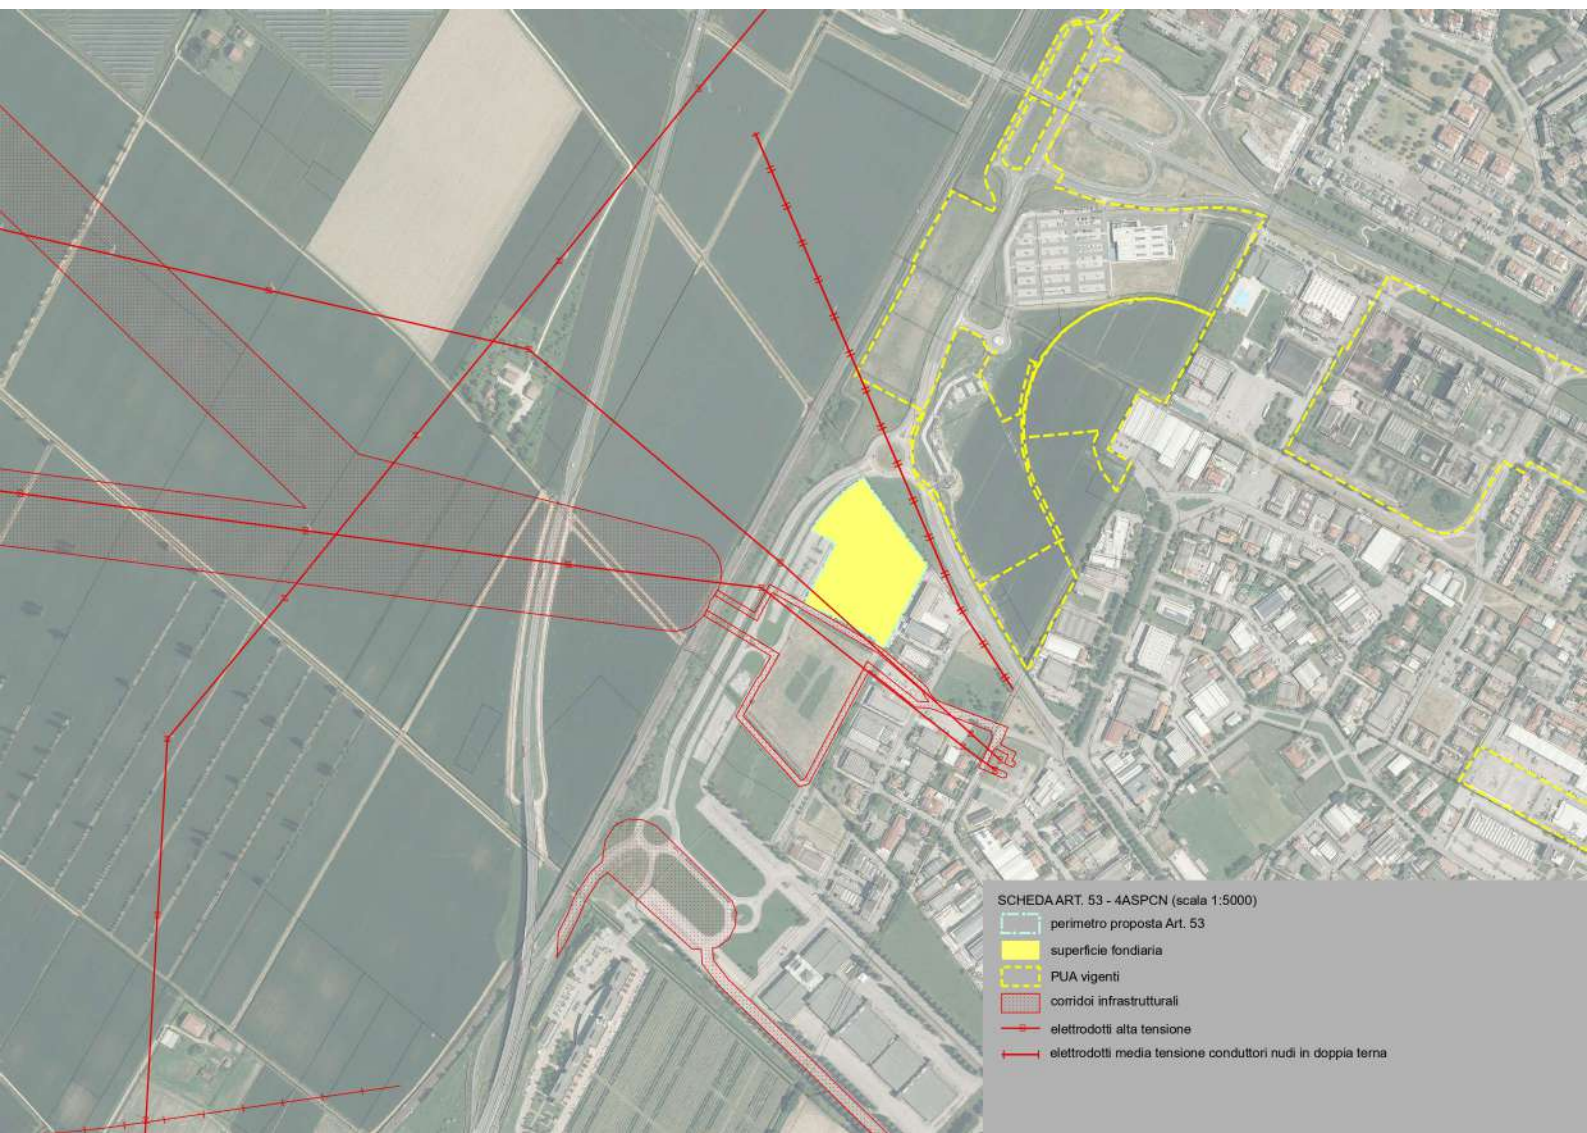 SCHEDA ART. 53 - 4ASPCN (scala 1:5000)
perimetro proposta Art. 53
superficie fondiaria
PUA vigenti
corridoi infrastrutturali
elettrodotti alta tensione
elettrodotti media tensione conduttori nudi in doppia terna